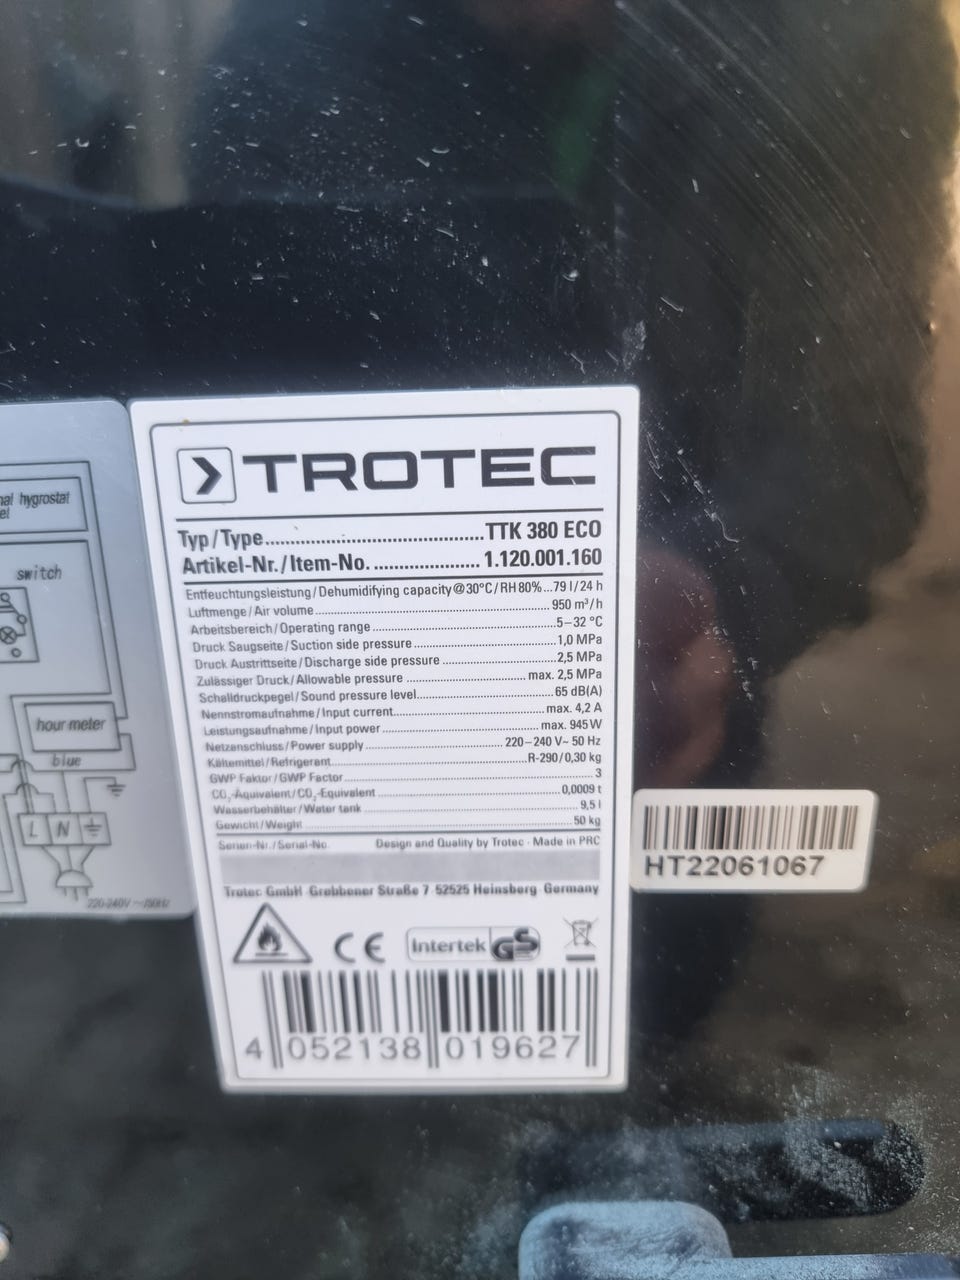 hygrostat
switch
hour meter
blue
L N
220-240V ~/50Hz
TROTEC
Typ/Type..............................TTK 380 ECO
Artikel-Nr./Item-No. ................ 1.120.001.160
Entfeuchtungsleistung/Dehumidifying capacity@30°C/RH80%...79 l/24 h
Luftmenge/Air volume ............ 950 m³/h
Arbeitsbereich/Operating range ............ 5–32 °C
Druck Saugseite/Suction side pressure ............ 1,0 MPa
Druck Austrittseite/Discharge side pressure ............ 2,5 MPa
Zulässiger Druck/Allowable pressure ............ max. 2,5 MPa
Schalldruckpegel/Sound pressure level............ 65 dB(A)
Nennstromaufnahme/Input current............ max. 4,2 A
Leistungsaufnahme/Input power ............ max. 945 W
Netzanschluss/Power supply ............ 220–240 V~ 50 Hz
Kältemittel/Refrigerant............R-290/0,30 kg
GWP Faktor/GWP Factor............ 3
CO₂-Äquivalent/CO₂-Equivalent ............ 0,0009 t
Wasserbehälter/Water tank ............ 9,5 l
Gewicht/Weight ............ 50 kg
Serien-Nr./Serial-No. Design and Quality by Trotec · Made in PRC
Trotec GmbH Grebbener Straße 7 52525 Heinsberg Germany
CE Intertek GS
4 052138 019627
HT22061067